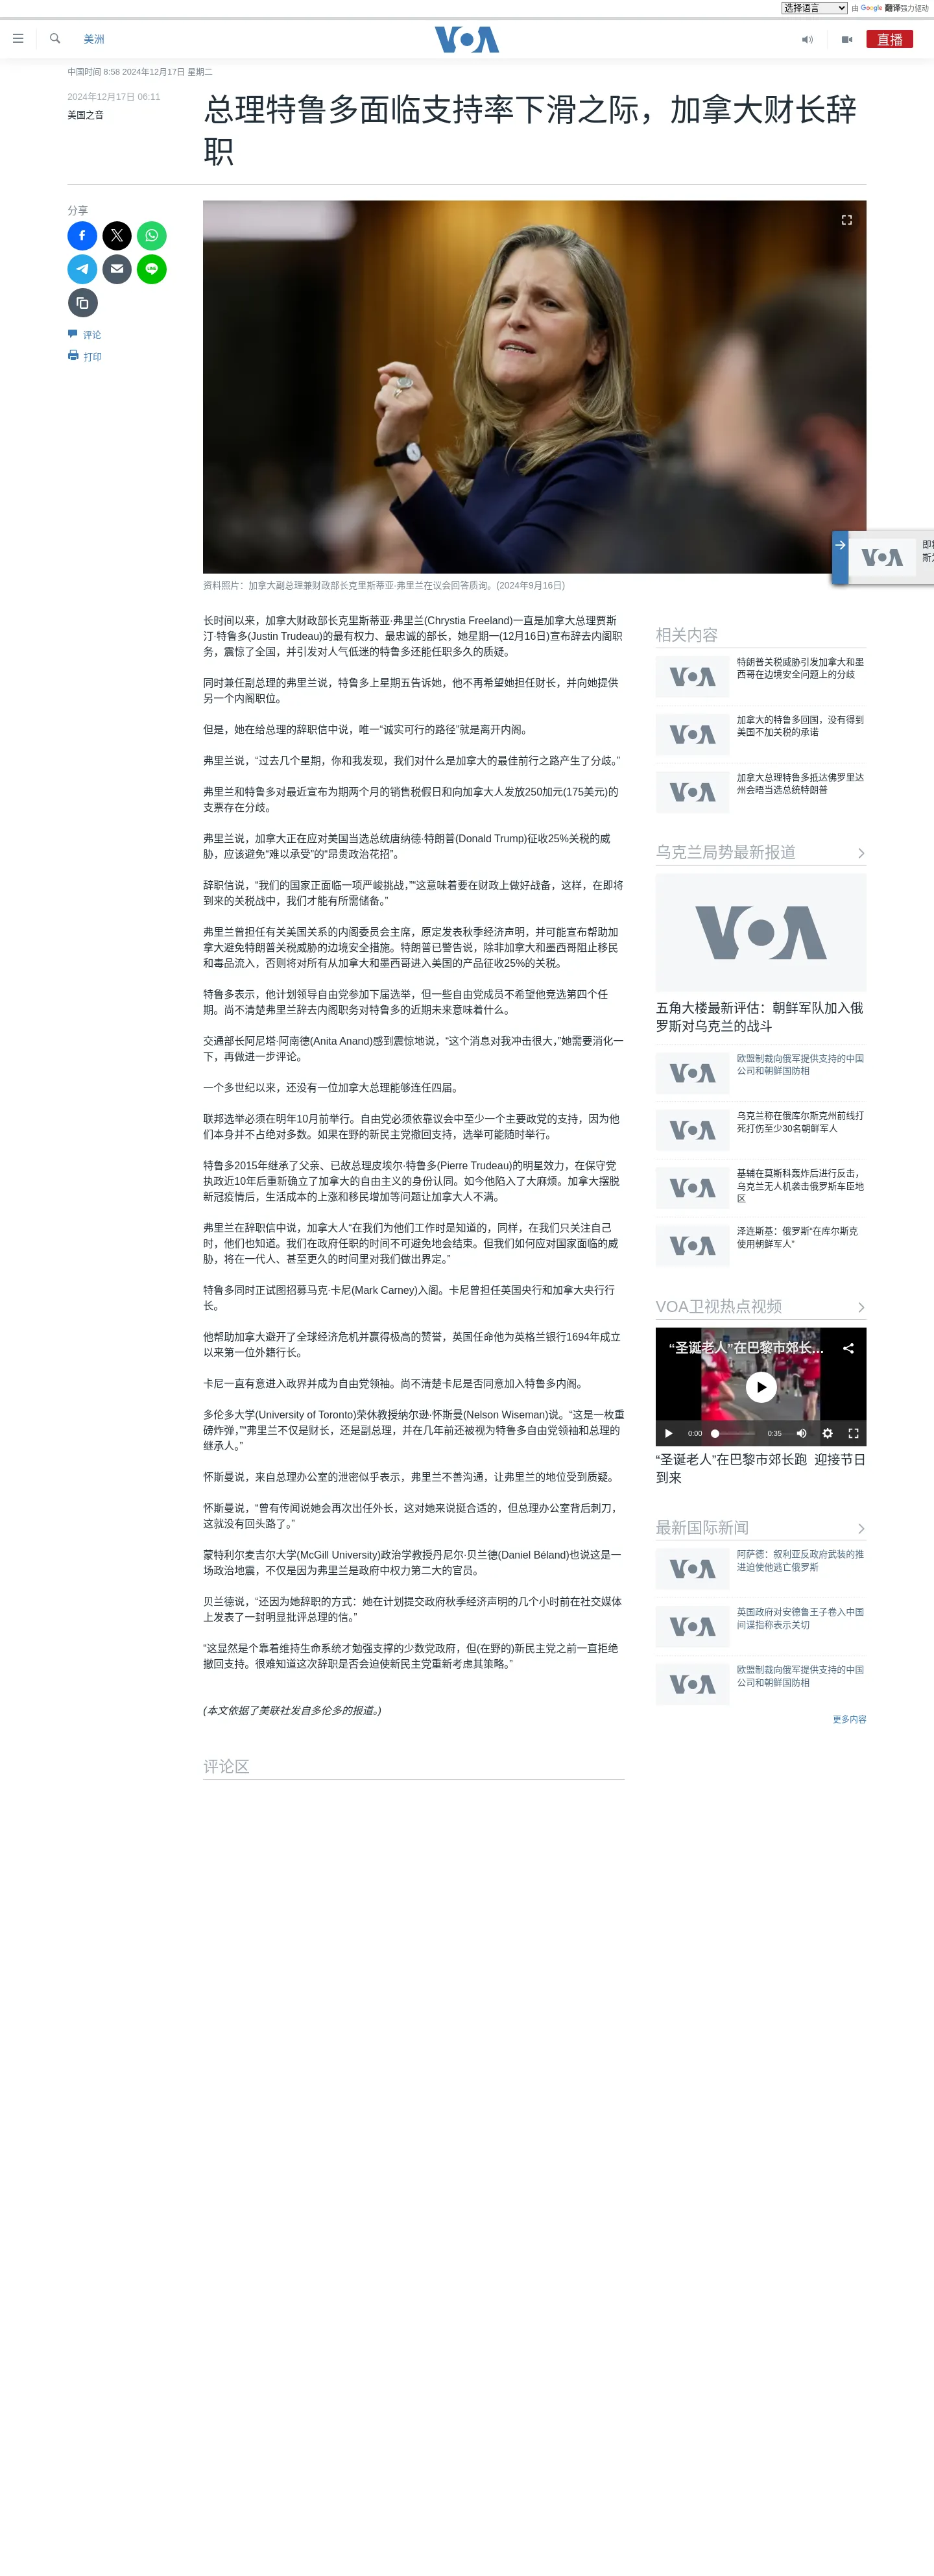 选择语言
由 Google 翻译强力驱动
美洲
VOA
直播
中国时间 8:58 2024年12月17日 星期二
2024年12月17日 06:11
美国之音
总理特鲁多面临支持率下滑之际，加拿大财长辞
职
分享
评论
打印
资料照片：加拿大副总理兼财政部长克里斯蒂亚·弗里兰在议会回答质询。(2024年9月16日)
长时间以来，加拿大财政部长克里斯蒂亚·弗里兰(Chrystia Freeland)一直是加拿大总理贾斯
汀·特鲁多(Justin Trudeau)的最有权力、最忠诚的部长，她星期一(12月16日)宣布辞去内阁职
务，震惊了全国，并引发对人气低迷的特鲁多还能任职多久的质疑。
同时兼任副总理的弗里兰说，特鲁多上星期五告诉她，他不再希望她担任财长，并向她提供
另一个内阁职位。
但是，她在给总理的辞职信中说，唯一“诚实可行的路径”就是离开内阁。
弗里兰说，“过去几个星期，你和我发现，我们对什么是加拿大的最佳前行之路产生了分歧。”
弗里兰和特鲁多对最近宣布为期两个月的销售税假日和向加拿大人发放250加元(175美元)的
支票存在分歧。
弗里兰说，加拿大正在应对美国当选总统唐纳德·特朗普(Donald Trump)征收25%关税的威
胁，应该避免“难以承受”的“昂贵政治花招”。
辞职信说，“我们的国家正面临一项严峻挑战，”“这意味着要在财政上做好战备，这样，在即将
到来的关税战中，我们才能有所需储备。”
弗里兰曾担任有关美国关系的内阁委员会主席，原定发表秋季经济声明，并可能宣布帮助加
拿大避免特朗普关税威胁的边境安全措施。特朗普已警告说，除非加拿大和墨西哥阻止移民
和毒品流入，否则将对所有从加拿大和墨西哥进入美国的产品征收25%的关税。
特鲁多表示，他计划领导自由党参加下届选举，但一些自由党成员不希望他竞选第四个任
期。尚不清楚弗里兰辞去内阁职务对特鲁多的近期未来意味着什么。
交通部长阿尼塔·阿南德(Anita Anand)感到震惊地说，“这个消息对我冲击很大，”她需要消化一
下，再做进一步评论。
一个多世纪以来，还没有一位加拿大总理能够连任四届。
联邦选举必须在明年10月前举行。自由党必须依靠议会中至少一个主要政党的支持，因为他
们本身并不占绝对多数。如果在野的新民主党撤回支持，选举可能随时举行。
特鲁多2015年继承了父亲、已故总理皮埃尔·特鲁多(Pierre Trudeau)的明星效力，在保守党
执政近10年后重新确立了加拿大的自由主义的身份认同。如今他陷入了大麻烦。加拿大摆脱
新冠疫情后，生活成本的上涨和移民增加等问题让加拿大人不满。
弗里兰在辞职信中说，加拿大人“在我们为他们工作时是知道的，同样，在我们只关注自己
时，他们也知道。我们在政府任职的时间不可避免地会结束。但我们如何应对国家面临的威
胁，将在一代人、甚至更久的时间里对我们做出界定。”
特鲁多同时正试图招募马克·卡尼(Mark Carney)入阁。卡尼曾担任英国央行和加拿大央行行
长。
他帮助加拿大避开了全球经济危机并赢得极高的赞誉，英国任命他为英格兰银行1694年成立
以来第一位外籍行长。
卡尼一直有意进入政界并成为自由党领袖。尚不清楚卡尼是否同意加入特鲁多内阁。
多伦多大学(University of Toronto)荣休教授纳尔逊·怀斯曼(Nelson Wiseman)说。“这是一枚重
磅炸弹，”“弗里兰不仅是财长，还是副总理，并在几年前还被视为特鲁多自由党领袖和总理的
继承人。”
怀斯曼说，来自总理办公室的泄密似乎表示，弗里兰不善沟通，让弗里兰的地位受到质疑。
怀斯曼说，“曾有传闻说她会再次出任外长，这对她来说挺合适的，但总理办公室背后刺刀，
这就没有回头路了。”
蒙特利尔麦吉尔大学(McGill University)政治学教授丹尼尔·贝兰德(Daniel Béland)也说这是一
场政治地震，不仅是因为弗里兰是政府中权力第二大的官员。
贝兰德说，“还因为她辞职的方式：她在计划提交政府秋季经济声明的几个小时前在社交媒体
上发表了一封明显批评总理的信。”
“这显然是个靠着维持生命系统才勉强支撑的少数党政府，但(在野的)新民主党之前一直拒绝
撤回支持。很难知道这次辞职是否会迫使新民主党重新考虑其策略。”
(本文依据了美联社发自多伦多的报道。)
评论区
VOA
即将
斯为
相关内容
VOA
特朗普关税威胁引发加拿大和墨
西哥在边境安全问题上的分歧
VOA
加拿大的特鲁多回国，没有得到
美国不加关税的承诺
VOA
加拿大总理特鲁多抵达佛罗里达
州会晤当选总统特朗普
乌克兰局势最新报道
VOA
五角大楼最新评估：朝鲜军队加入俄
罗斯对乌克兰的战斗
VOA
欧盟制裁向俄军提供支持的中国
公司和朝鲜国防相
VOA
乌克兰称在俄库尔斯克州前线打
死打伤至少30名朝鲜军人
VOA
基辅在莫斯科轰炸后进行反击，
乌克兰无人机袭击俄罗斯车臣地
区
VOA
泽连斯基：俄罗斯“在库尔斯克
使用朝鲜军人”
VOA卫视热点视频
“圣诞老人”在巴黎市郊长...
0:00
0:35
“圣诞老人”在巴黎市郊长跑 迎接节日
到来
最新国际新闻
VOA
阿萨德：叙利亚反政府武装的推
进迫使他逃亡俄罗斯
VOA
英国政府对安德鲁王子卷入中国
间谍指称表示关切
VOA
欧盟制裁向俄军提供支持的中国
公司和朝鲜国防相
更多内容